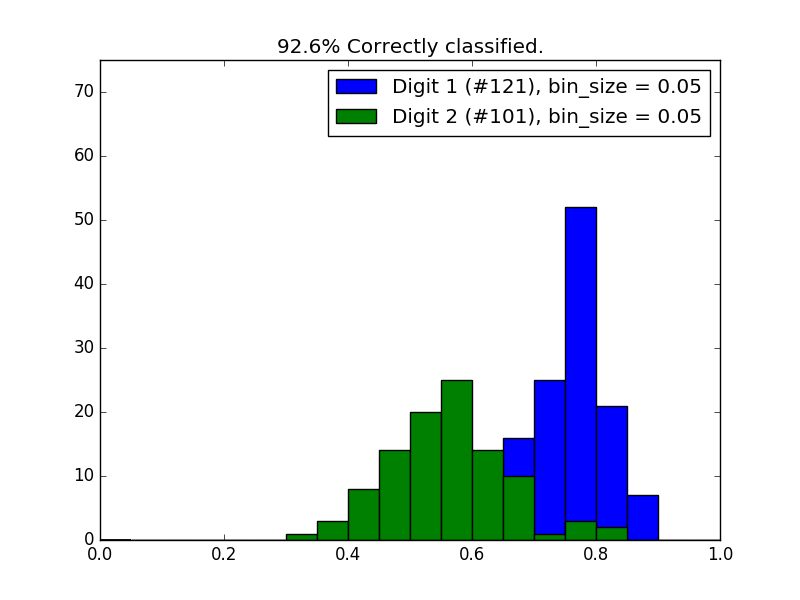 92.6% Correctly classified.
Digit 1 (#121), bin_size = 0.05
Digit 2 (#101), bin_size = 0.05
70
60
50
40
30
20
10
0
0.0 0.2 0.4 0.6 0.8 1.0